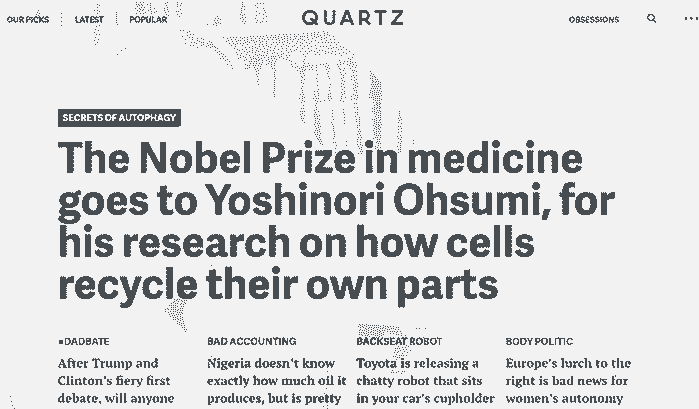 OUR PICKS LATEST POPULAR QUARTZ OBSESSIONS
SECRETS OF AUTOPHAGY
The Nobel Prize in medicine
goes to Yoshinori Ohsumi, for
his research on how cells
recycle their own parts
DADBATE
After Trump and
Clinton's fiery first
debate, will anyone
BAD ACCOUNTING
Nigeria doesn't know
exactly how much oil it
produces, but is pretty
BACKSEAT ROBOT
Toyota is releasing a
chatty robot that sits
in your car's cupholder
BODY POLITIC
Europe's lurch to the
right is bad news for
women's autonomy